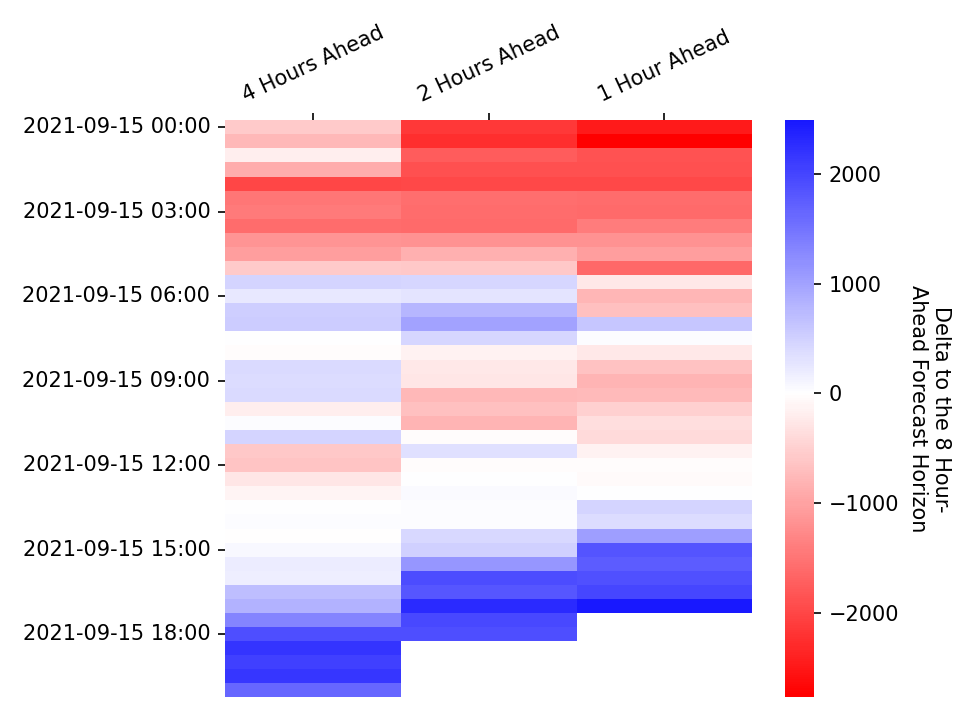 4 Hours Ahead
2 Hours Ahead
1 Hour Ahead
2021-09-15 00:00
2021-09-15 03:00
2021-09-15 06:00
2021-09-15 09:00
2021-09-15 12:00
2021-09-15 15:00
2021-09-15 18:00
2000
1000
0
−1000
−2000
Delta to the 8 Hour-
Ahead Forecast Horizon